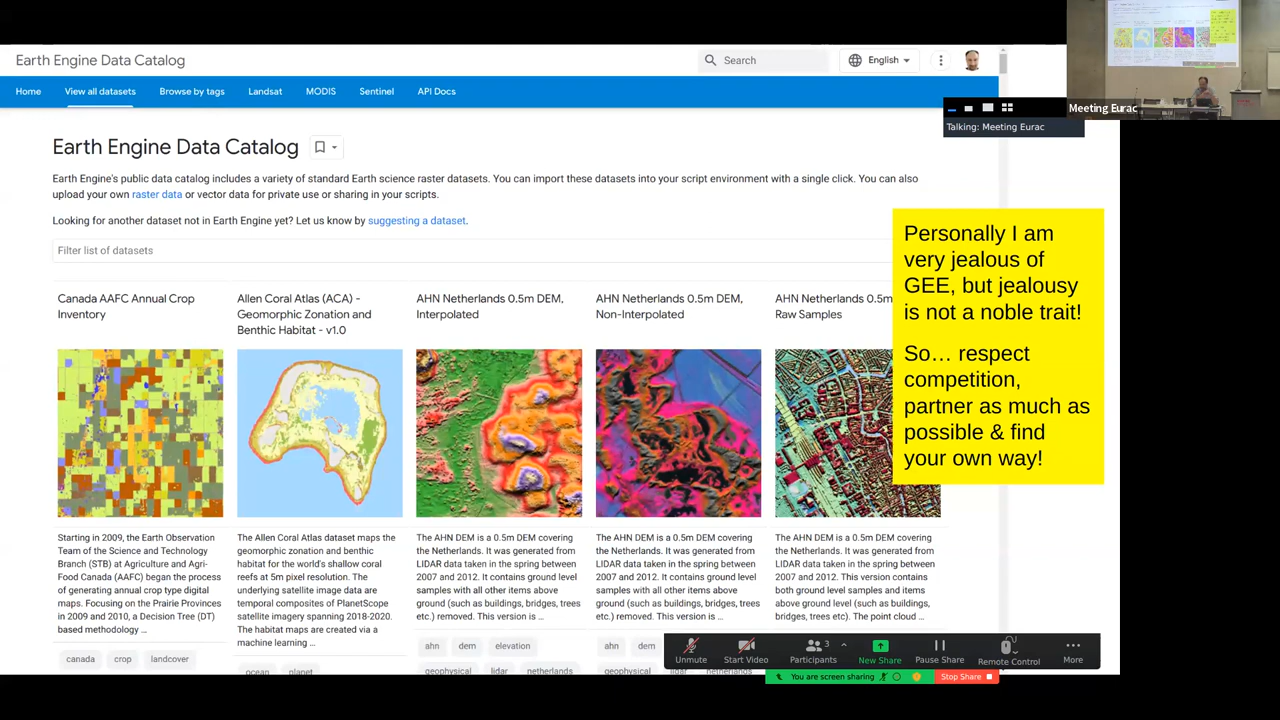 Earth Engine Data Catalog
Search
English
Home
View all datasets
Browse by tags
Landsat
MODIS
Sentinel
API Docs
Meeting Eurac
Talking: Meeting Eurac
Earth Engine Data Catalog
Earth Engine's public data catalog includes a variety of standard Earth science raster datasets. You can import these datasets into your script environment with a single click. You can also
upload your own raster data or vector data for private use or sharing in your scripts.
Looking for another dataset not in Earth Engine yet? Let us know by suggesting a dataset.
Filter list of datasets
Personally I am
very jealous of
GEE, but jealousy
is not a noble trait!
So… respect
competition,
partner as much as
possible & find
your own way!
Canada AAFC Annual Crop
Inventory
Starting in 2009, the Earth Observation
Team of the Science and Technology
Branch (STB) at Agriculture and Agri-
Food Canada (AAFC) began the process
of generating annual crop type digital
maps. Focusing on the Prairie Provinces
in 2009 and 2010, a Decision Tree (DT)
based methodology …
canada
crop
landcover
Allen Coral Atlas (ACA) -
Geomorphic Zonation and
Benthic Habitat - v1.0
The Allen Coral Atlas dataset maps the
geomorphic zonation and benthic
habitat for the world's shallow coral
reefs at 5m pixel resolution. The
underlying satellite image data are
temporal composites of PlanetScope
satellite imagery spanning 2018-2020.
The habitat maps are created via a
machine learning …
ocean
planet
AHN Netherlands 0.5m DEM,
Interpolated
The AHN DEM is a 0.5m DEM covering
the Netherlands. It was generated from
LIDAR data taken in the spring between
2007 and 2012. It contains ground level
samples with all other items above
ground (such as buildings, bridges, trees
etc.) removed. This version is …
ahn
dem
elevation
geophysical
lidar
netherlands
AHN Netherlands 0.5m DEM,
Non-Interpolated
The AHN DEM is a 0.5m DEM covering
the Netherlands. It was generated from
LIDAR data taken in the spring between
2007 and 2012. It contains ground level
samples with all other items above
ground (such as buildings, bridges, trees
etc.) removed. This version is …
ahn
dem
geophysical
lidar
AHN Netherlands 0.5m
Raw Samples
The AHN DEM is a 0.5m DEM covering
the Netherlands. It was generated from
LIDAR data taken in the spring between
2007 and 2012. This version contains
both ground level samples and items
above ground level (such as buildings,
bridges, trees etc). The point cloud …
geophysical
netherlands
Unmute
Start Video
3
Participants
New Share
Pause Share
Remote Control
More
You are screen sharing
Stop Share